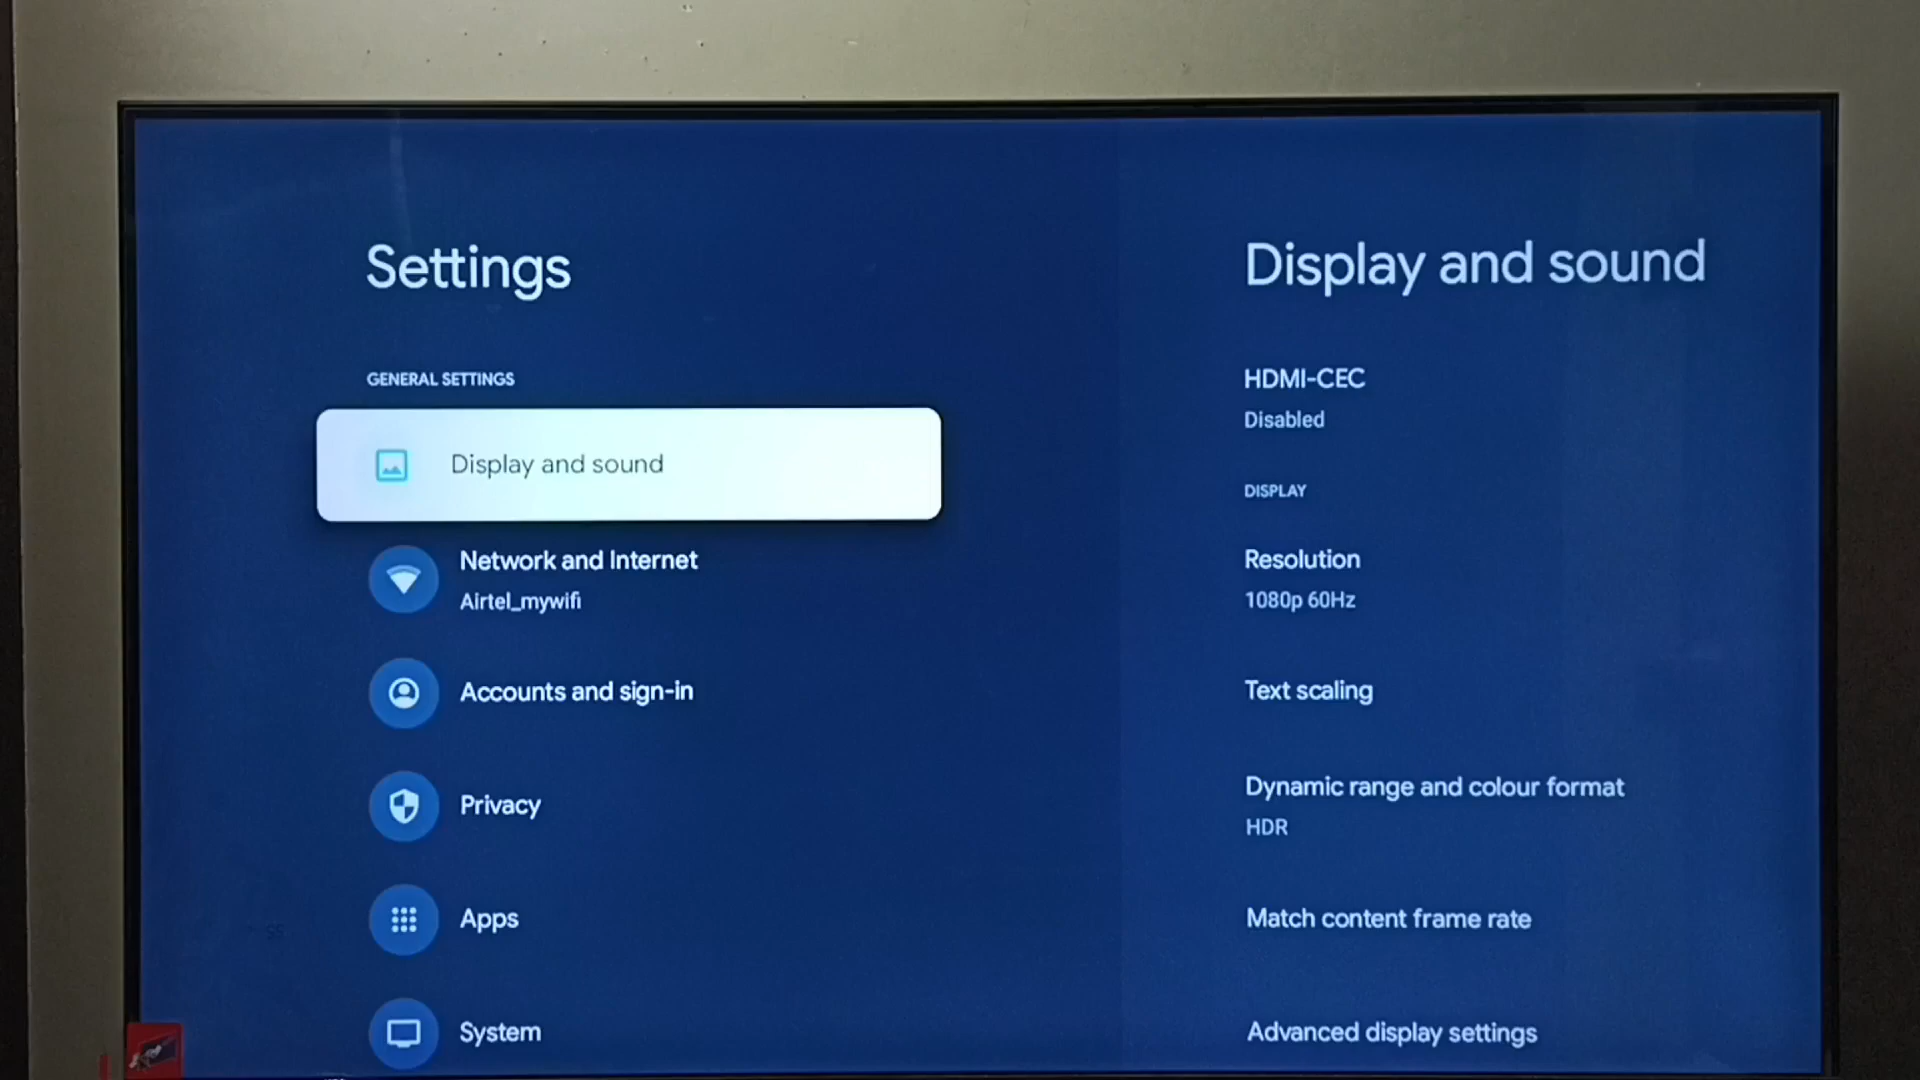 Settings
GENERAL SETTINGS
Display and sound
Network and Internet
Airtel_mywifi
Accounts and sign-in
Privacy
Apps
System
Display and sound
HDMI-CEC
Disabled
DISPLAY
Resolution
1080p 60Hz
Text scaling
Dynamic range and colour format
HDR
Match content frame rate
Advanced display settings